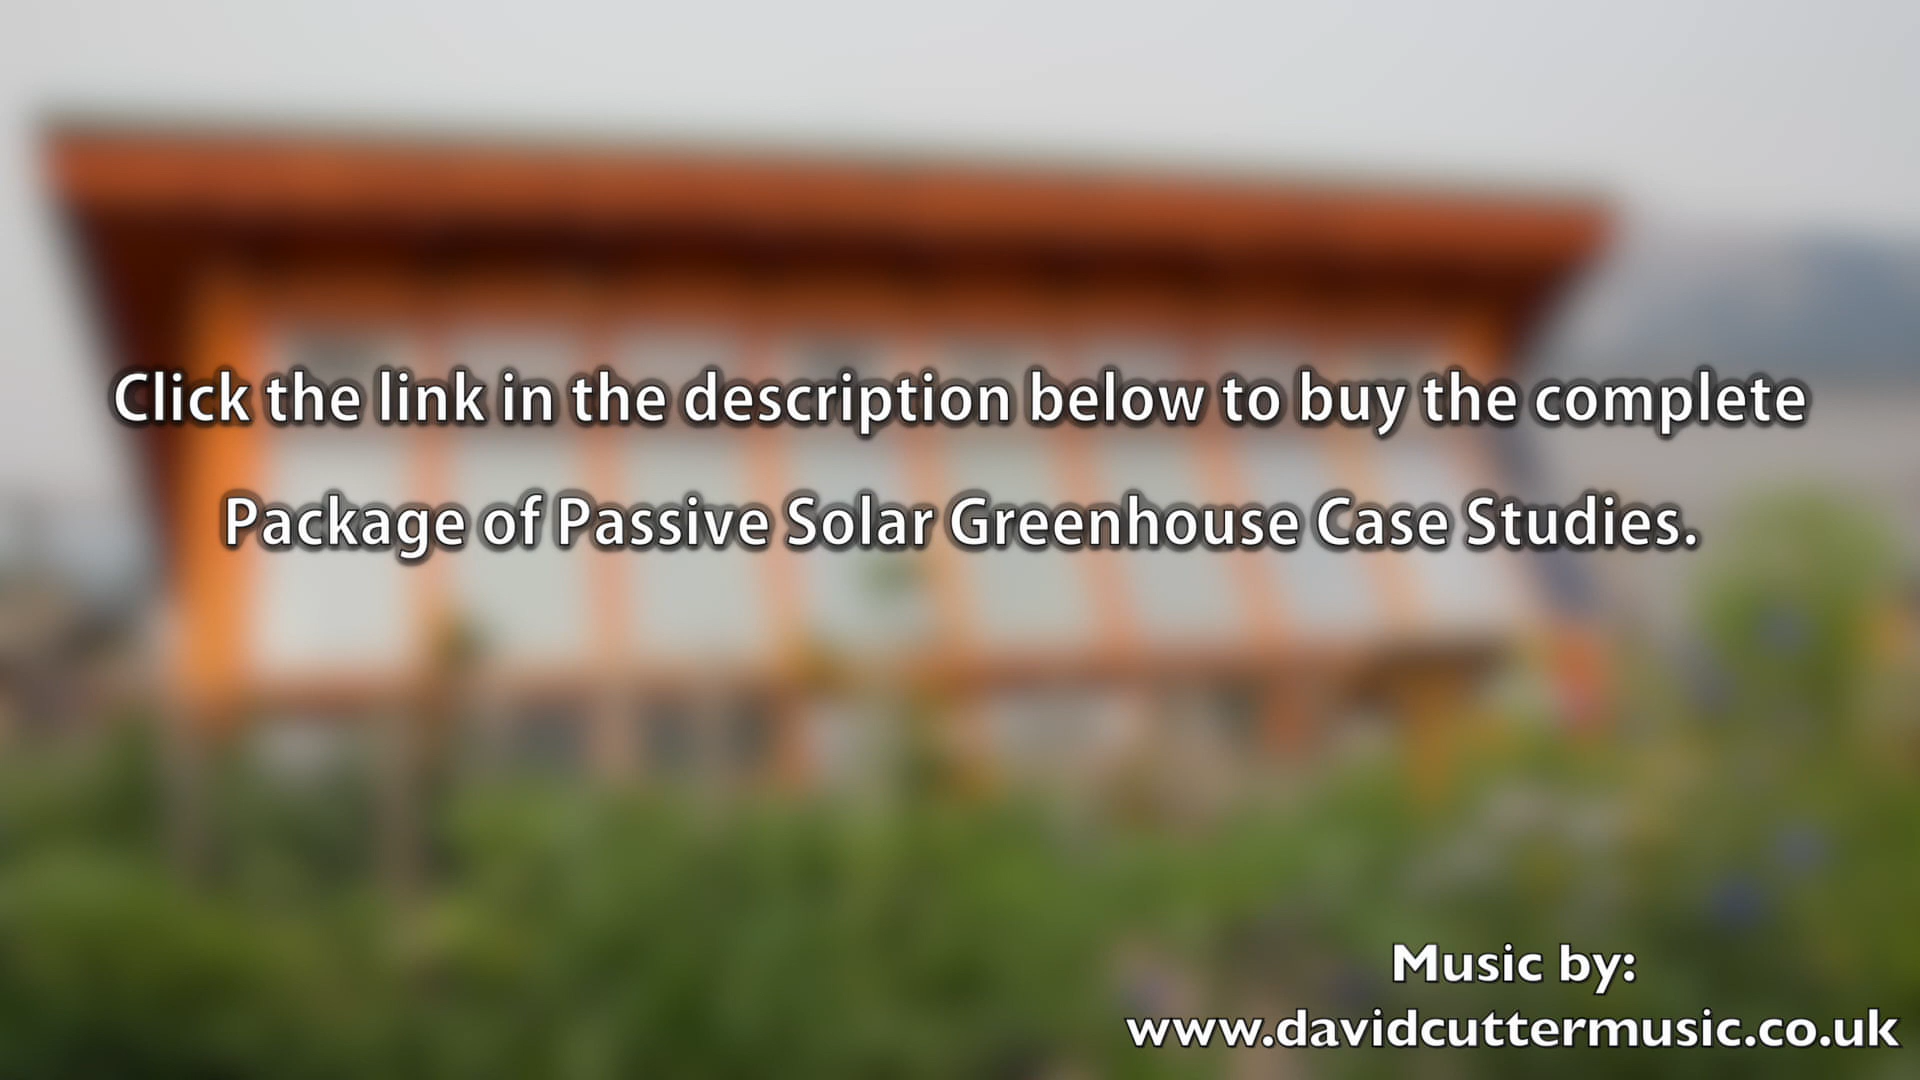 Click the link in the description below to buy the complete
Package of Passive Solar Greenhouse Case Studies.
Music by:
www.davidcuttermusic.co.uk